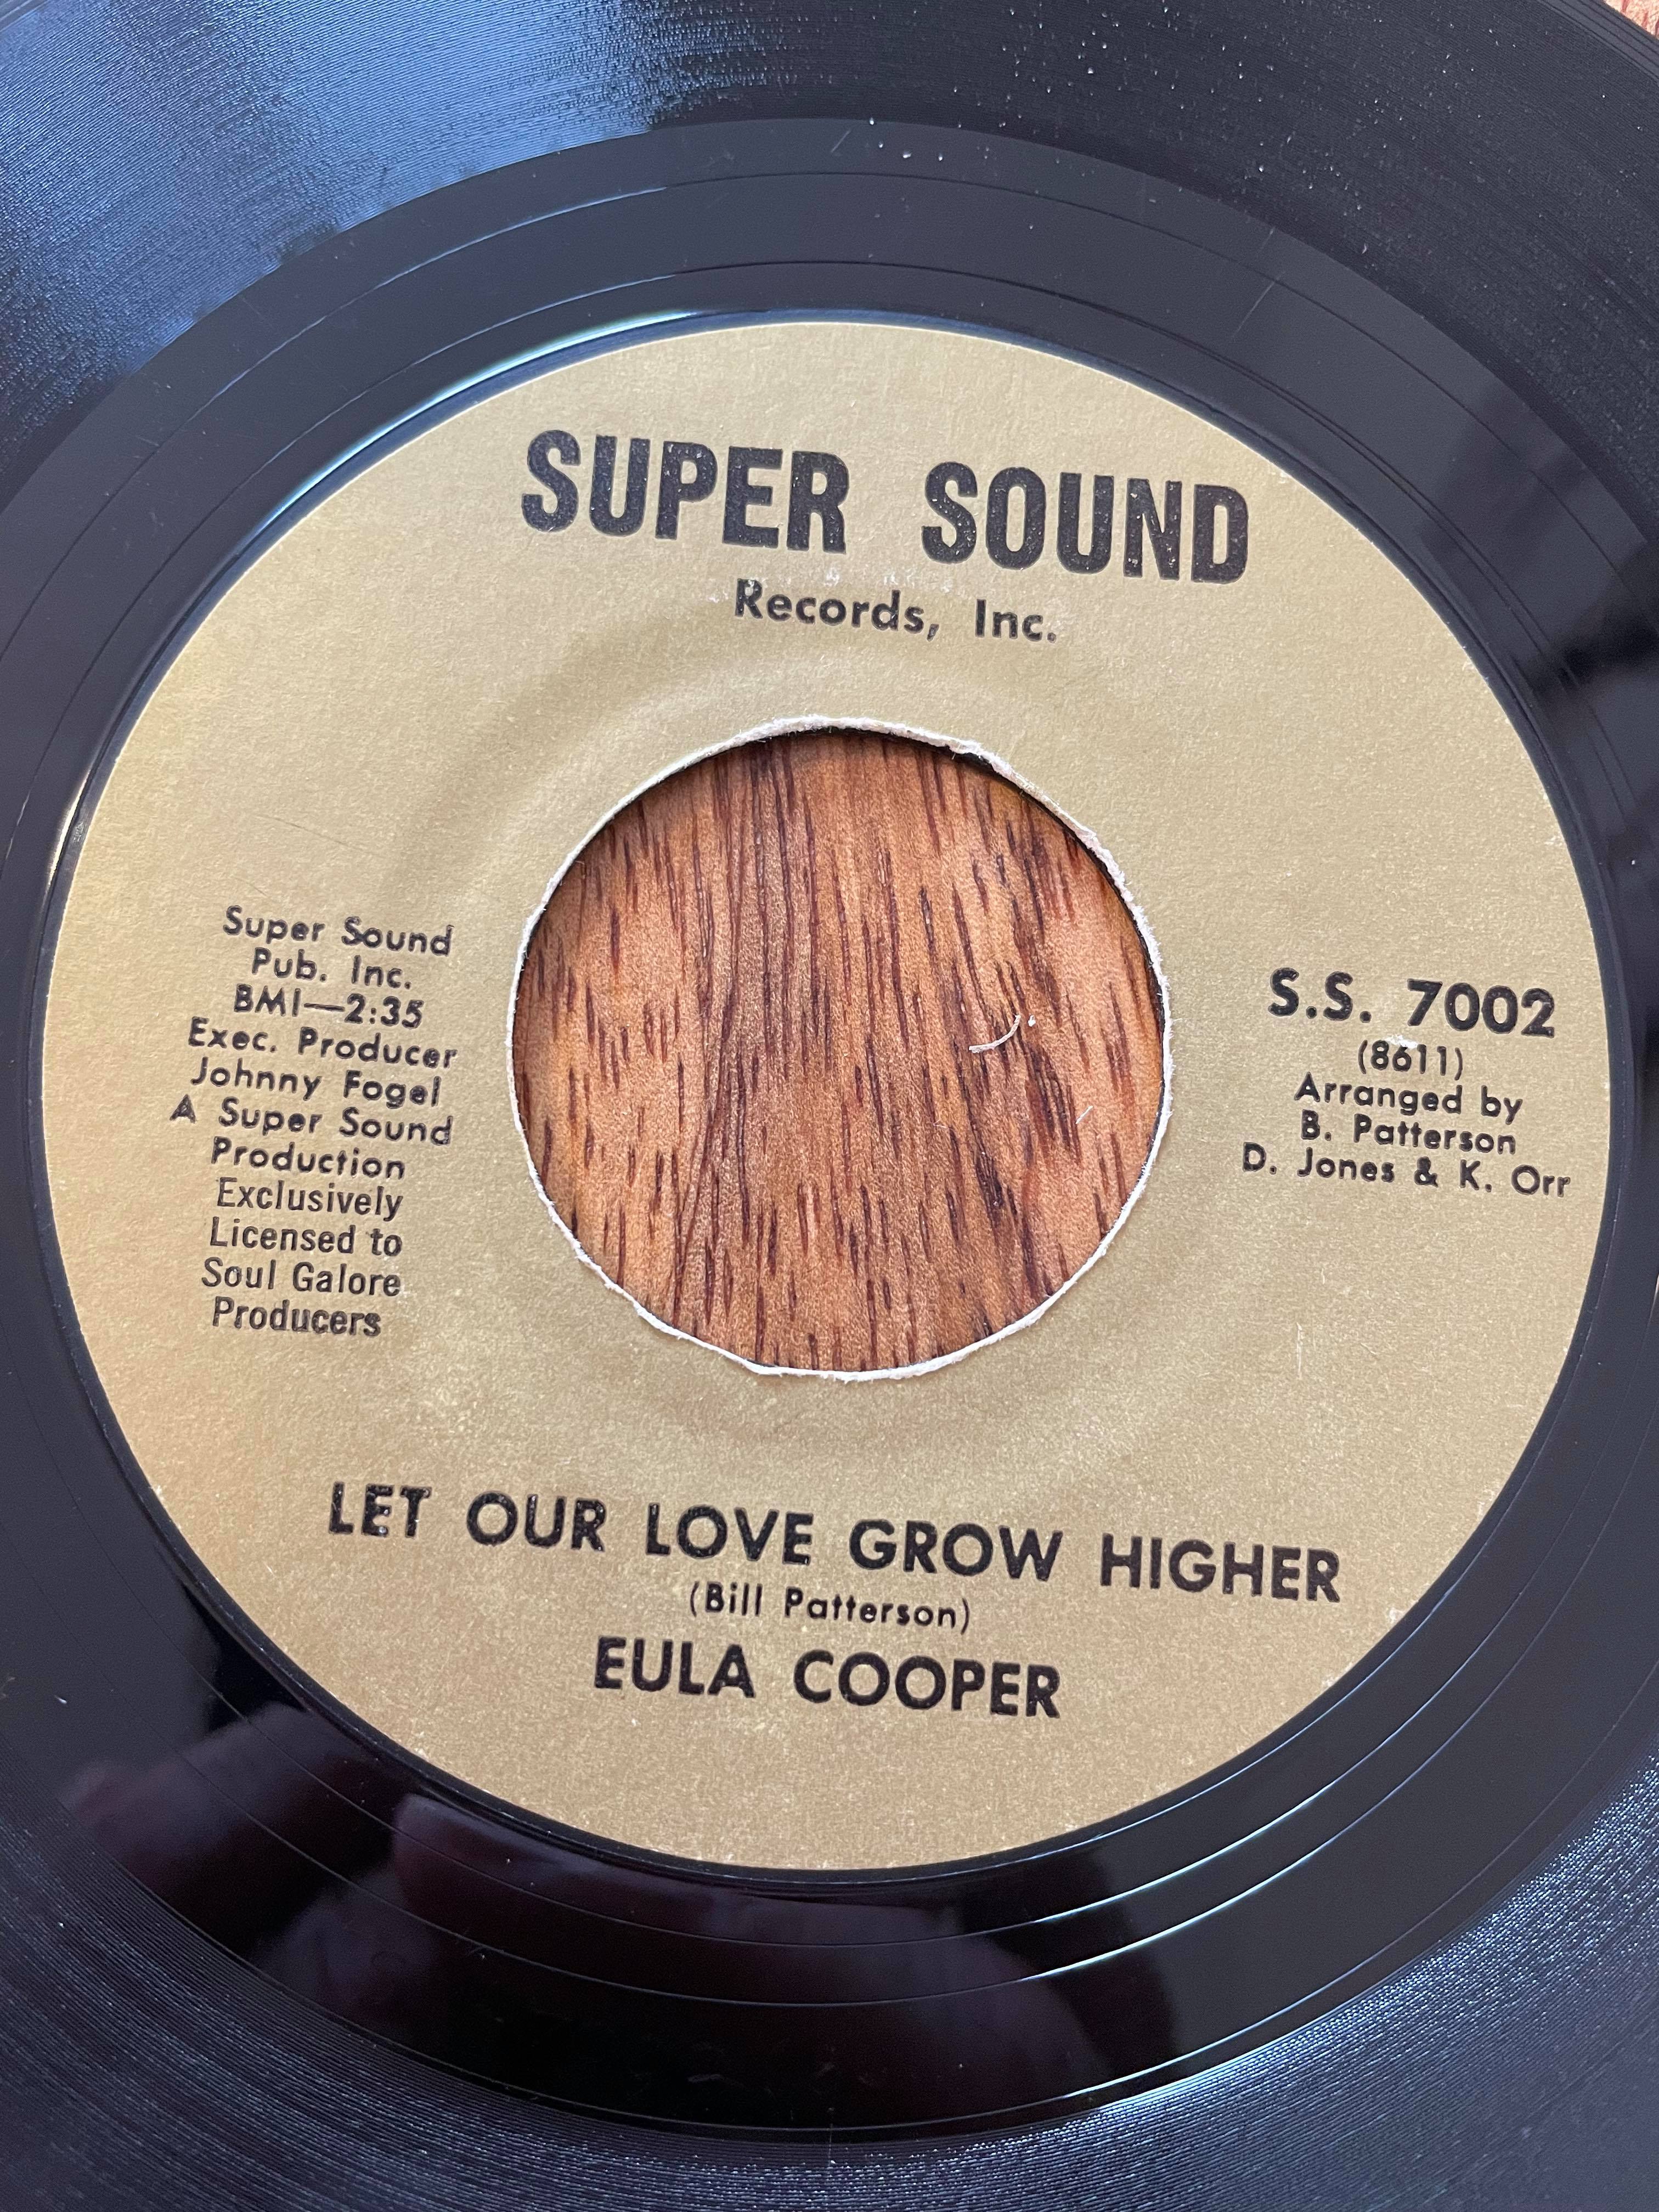 SUPER SOUND
Records, Inc.
Super Sound
Pub. Inc.
BMI—2:35
Exec. Producer
Johnny Fogel
A Super Sound
Production
Exclusively
Licensed to
Soul Galore
Producers
S.S. 7002
(8611)
Arranged by
B. Patterson
D. Jones & K. Orr
LET OUR LOVE GROW HIGHER
(Bill Patterson)
EULA COOPER